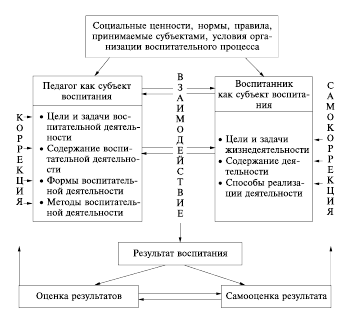 Социальные ценности, нормы, правила,
принимаемые субъектами, условия орга-
низации воспитательного процесса
Педагог как субъект
воспитания
• Цели и задачи вос-
питательной деятель-
ности
• Содержание воспи-
тательной деятельно-
сти
• Формы воспитатель-
ной деятельности
• Методы воспитатель-
ной деятельности
КОРРЕКЦИЯ
ВЗАИМОДЕЙСТВИЕ
Воспитанник
как субъект воспита-
ния
• Цели и задачи
жизнедеятельности
• Содержание дея-
тельности
• Способы реализа-
ции деятельности
САМОКОРРЕКЦИЯ
Результат воспитания
Оценка результатов
Самооценка результата